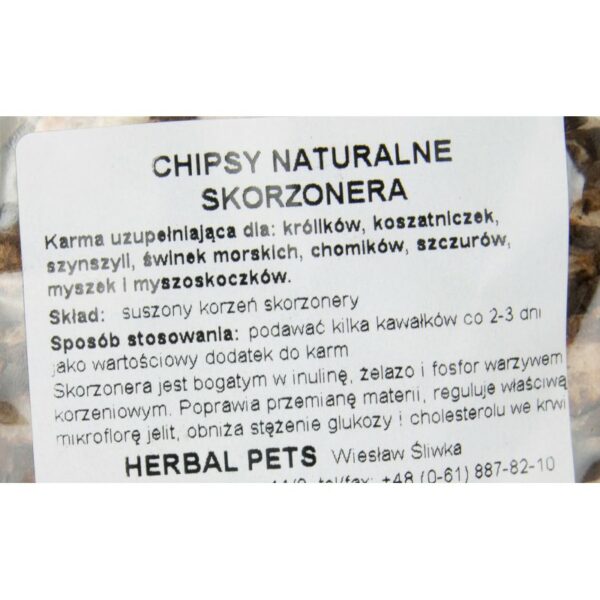 CHIPSY NATURALNE
SKORZONERA
Karma uzupełniająca dla: królików, koszatniczek,
szynszyli, świnek morskich, chomików, szczurów,
myszek i myszoskoczków.
Skład: suszony korzeń skorzonery
Sposób stosowania: podawać kilka kawałków co 2-3 dni
jako wartościowy dodatek do karm
Skorzonera jest bogatym w inulinę, żelazo i fosfor warzywem
korzeniowym. Poprawia przemianę materii, reguluje właściwą
mikroflorę jelit, obniża stężenie glukozy i cholesterolu we krwi
HERBAL PETS Wiesław Śliwka
tel/fax: +48 (0-61) 887-82-10